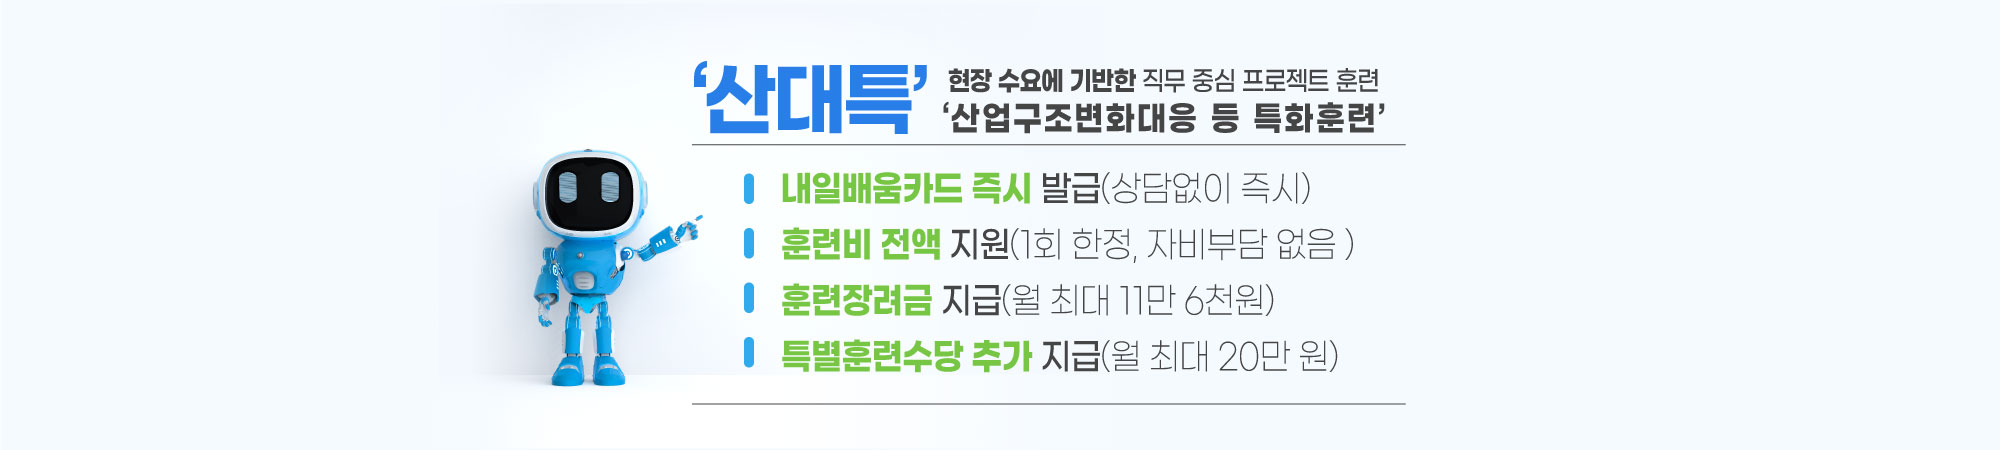 ‘산대특’
현장 수요에 기반한 직무 중심 프로젝트 훈련
‘산업구조변화대응 등 특화훈련’
내일배움카드 즉시 발급(상담없이 즉시)
훈련비 전액 지원(1회 한정, 자비부담 없음 )
훈련장려금 지급(월 최대 11만 6천원)
특별훈련수당 추가 지급(월 최대 20만 원)